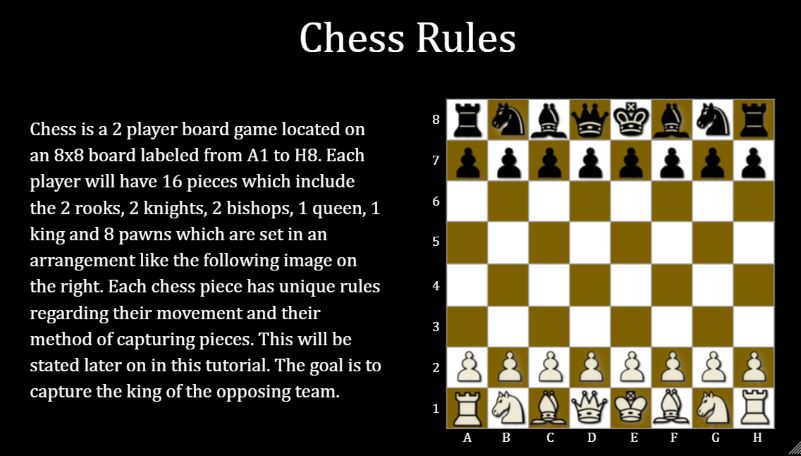 Chess Rules
Chess is a 2 player board game located on
an 8x8 board labeled from A1 to H8. Each
player will have 16 pieces which include
the 2 rooks, 2 knights, 2 bishops, 1 queen, 1
king and 8 pawns which are set in an
arrangement like the following image on
the right. Each chess piece has unique rules
regarding their movement and their
method of capturing pieces. This will be
stated later on in this tutorial. The goal is to
capture the king of the opposing team.
8
7
6
5
4
3
2
1
A B C D E F G H